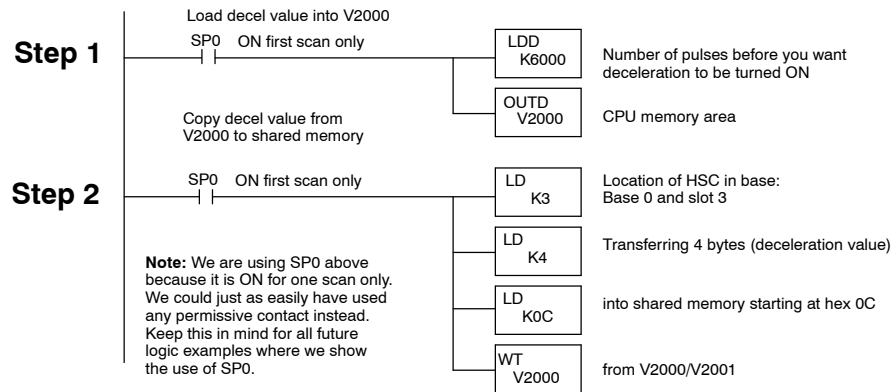 Load decel value into V2000
Step 1
SP0 ON first scan only
LDD
K6000
Number of pulses before you want
deceleration to be turned ON
OUTD
V2000
CPU memory area
Copy decel value from
V2000 to shared memory
Step 2
SP0 ON first scan only
LD
K3
Location of HSC in base:
Base 0 and slot 3
LD
K4
Transferring 4 bytes (deceleration value)
Note: We are using SP0 above
because it is ON for one scan only.
We could just as easily have used
any permissive contact instead.
Keep this in mind for all future
logic examples where we show
the use of SP0.
LD
K0C
into shared memory starting at hex 0C
WT
V2000
from V2000/V2001